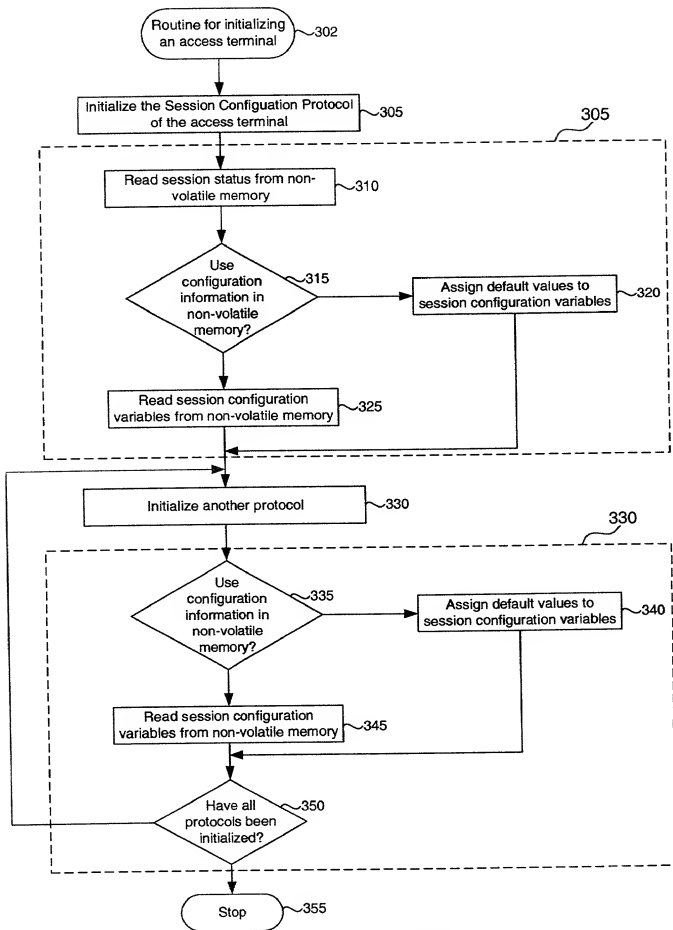 Routine for initializing
an access terminal
302
Initialize the Session Configuation Protocol
of the access terminal
305
305
Read session status from non-
volatile memory
310
Use
configuration
information in
non-volatile
memory?
315
Assign default values to
session configuration variables
320
Read session configuration
variables from non-volatile memory
325
Initialize another protocol
330
330
Use
configuration
information in
non-volatile
memory?
335
Assign default values to
session configuration variables
340
Read session configuration
variables from non-volatile memory
345
Have all
protocols been
initialized?
350
Stop
355